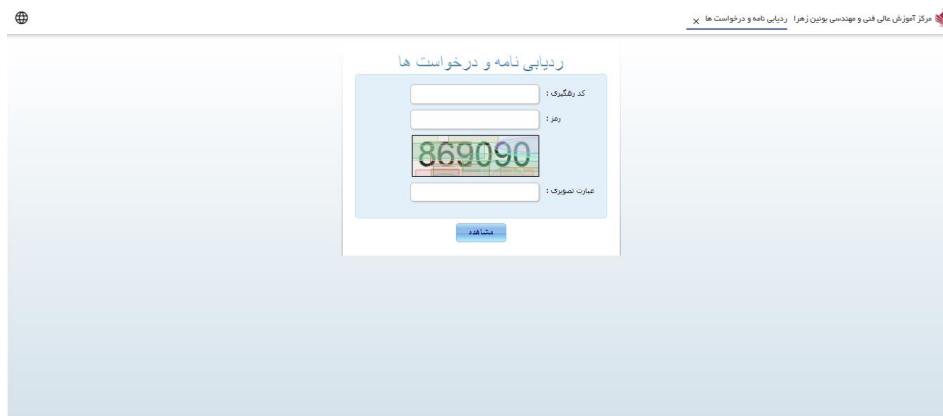 مرکز آموزش عالی فنی و مهندسی بوئین زهرا ردیابی نامه و درخواست ها ×
ردیابی نامه و درخواست ها
کد رهگیری :
رمز :
869090
عبارت تصویری :
مشاهده